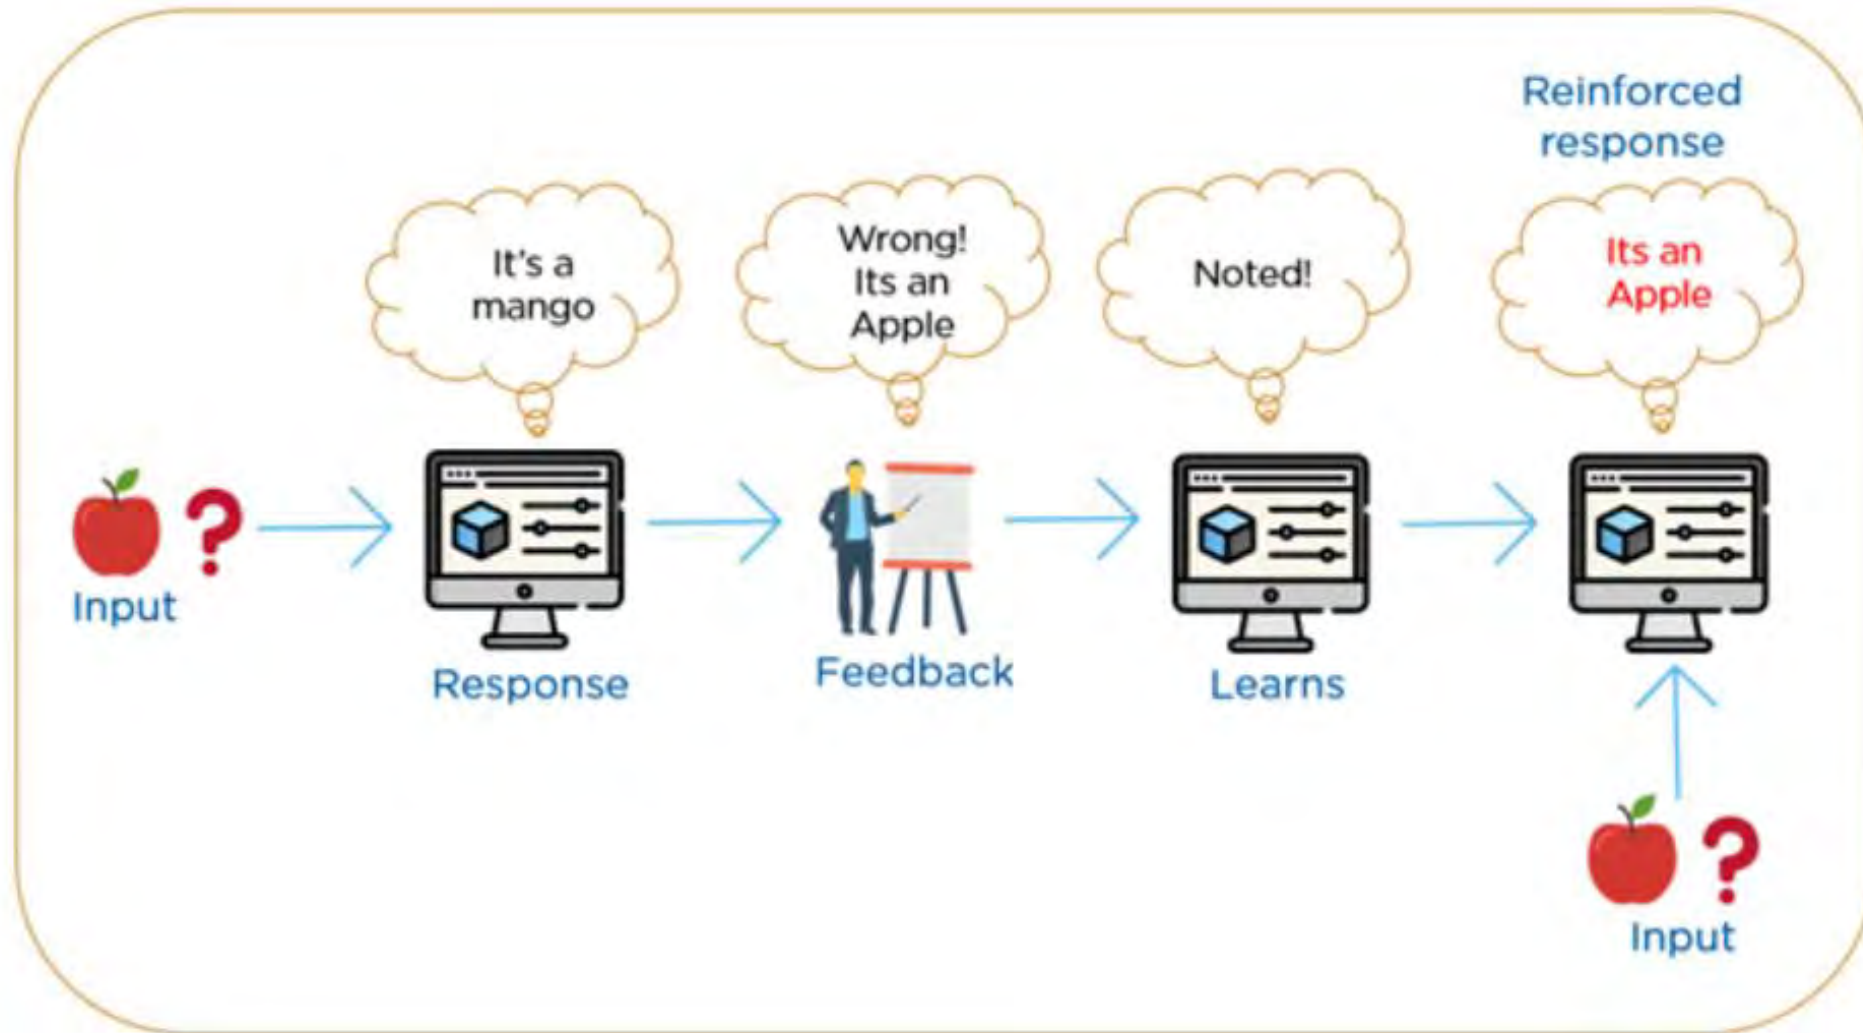 Reinforced
response
It's a
mango
Wrong!
Its an
Apple
Noted!
Its an
Apple
?
Input
Response
Feedback
Learns
?
Input